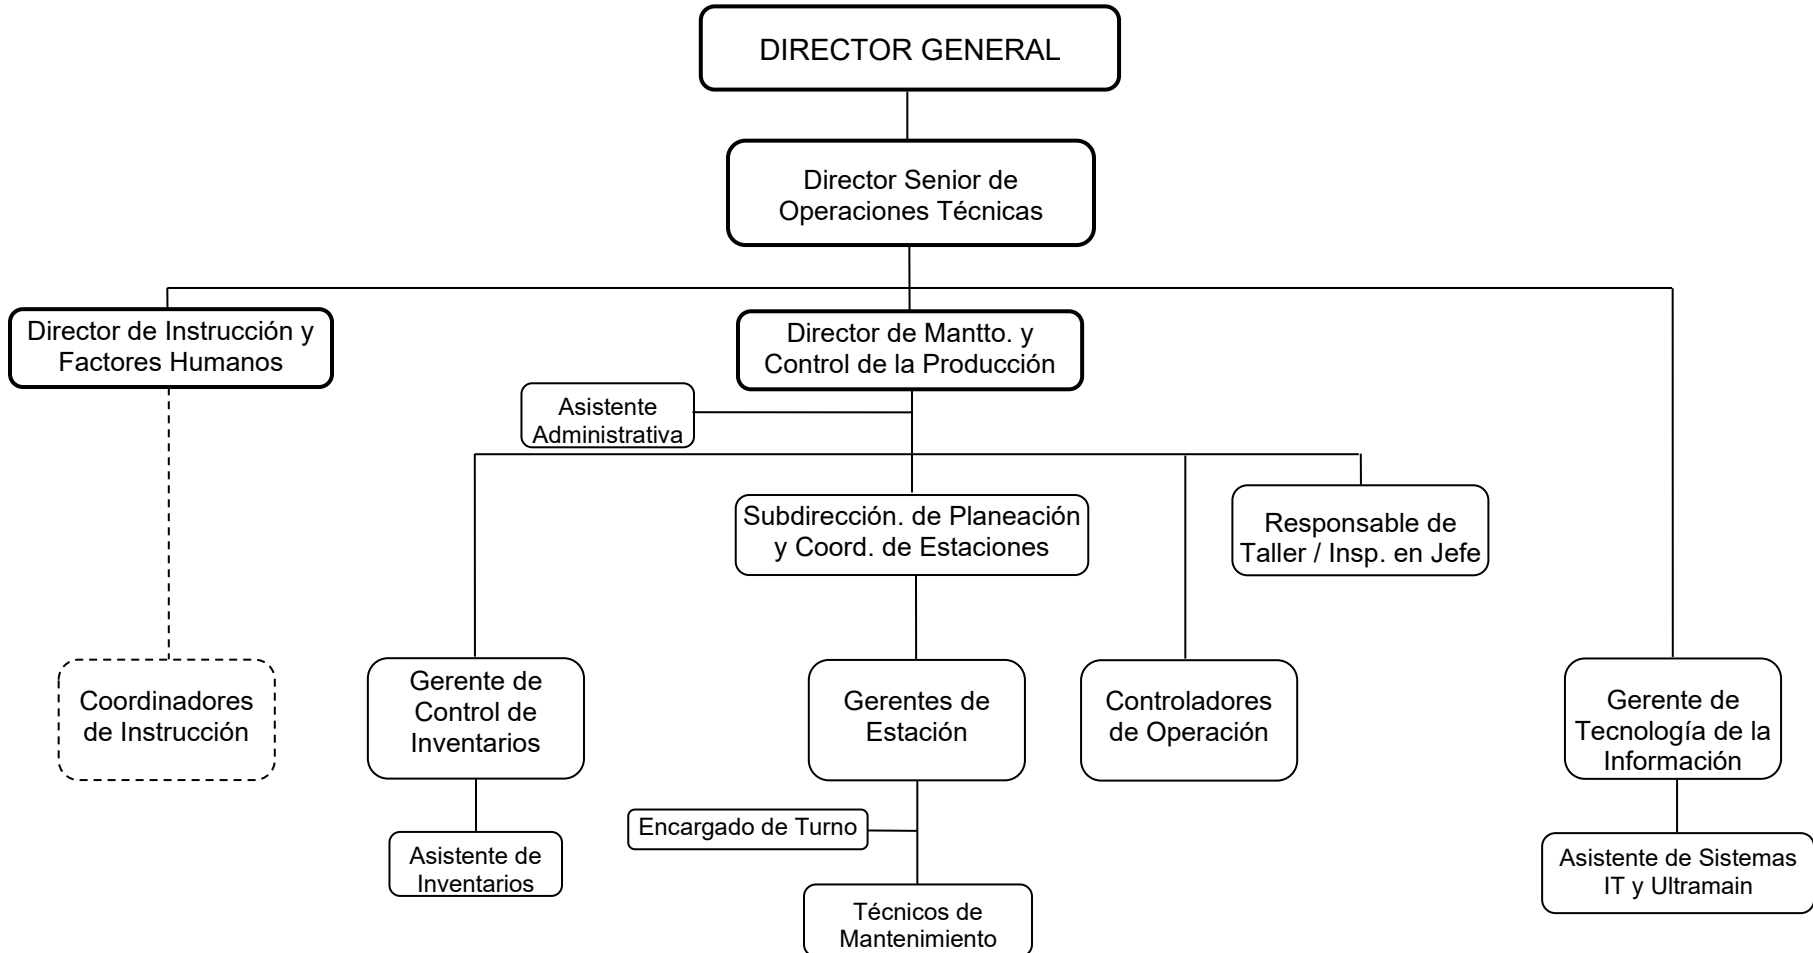 DIRECTOR GENERAL
Director Senior de
Operaciones Técnicas
Director de Instrucción y
Factores Humanos
Director de Mantto. y
Control de la Producción
Asistente
Administrativa
Subdirección. de Planeación
y Coord. de Estaciones
Responsable de
Taller / Insp. en Jefe
Coordinadores
de Instrucción
Gerente de
Control de
Inventarios
Gerentes de
Estación
Controladores
de Operación
Gerente de
Tecnología de la
Información
Encargado de Turno
Asistente de
Inventarios
Asistente de Sistemas
IT y Ultramain
Técnicos de
Mantenimiento